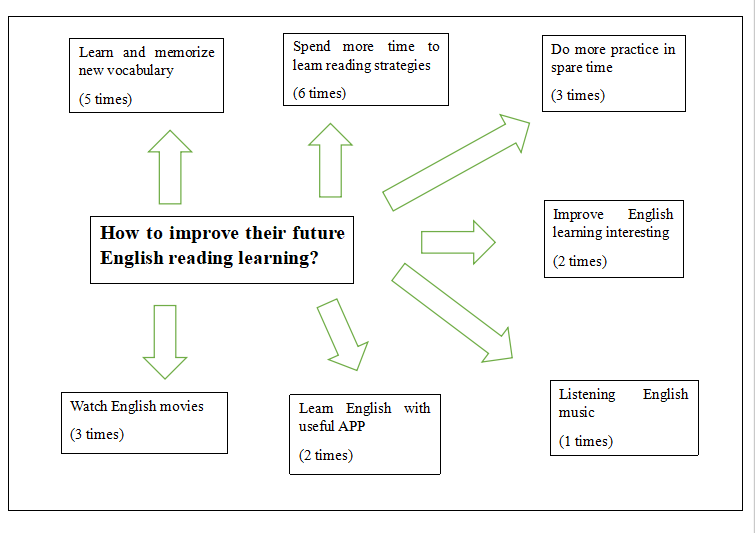 Learn and memorize
new vocabulary
(5 times)
Spend more time to
learn reading strategies
(6 times)
Do more practice in
spare time
(3 times)
How to improve their future
English reading learning?
Improve English
learning interesting
(2 times)
Watch English movies
(3 times)
Learn English with
useful APP
(2 times)
Listening English
music
(1 times)